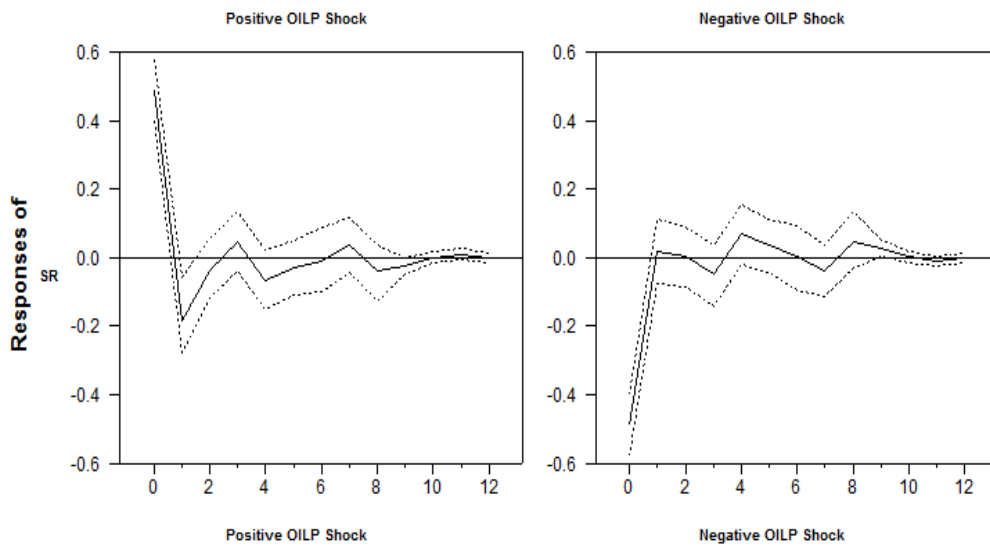 Positive OILP Shock
Negative OILP Shock
Responses of
SR
0.6
0.4
0.2
0.0
-0.2
-0.4
-0.6
0 2 4 6 8 10 12
0.6
0.4
0.2
0.0
-0.2
-0.4
-0.6
0 2 4 6 8 10 12
Positive OILP Shock
Negative OILP Shock